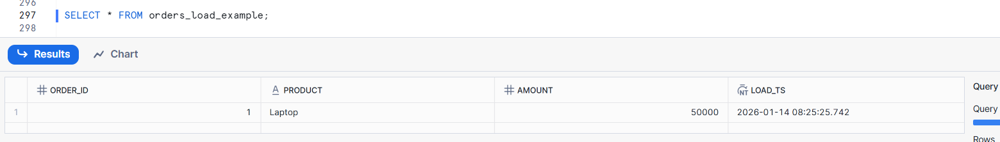 296
297 SELECT * FROM orders_load_example;
298
Results Chart
ORDER_ID PRODUCT AMOUNT LOAD_TS Query
1 1 Laptop 50000 2026-01-14 08:25:25.742 Query
Rows